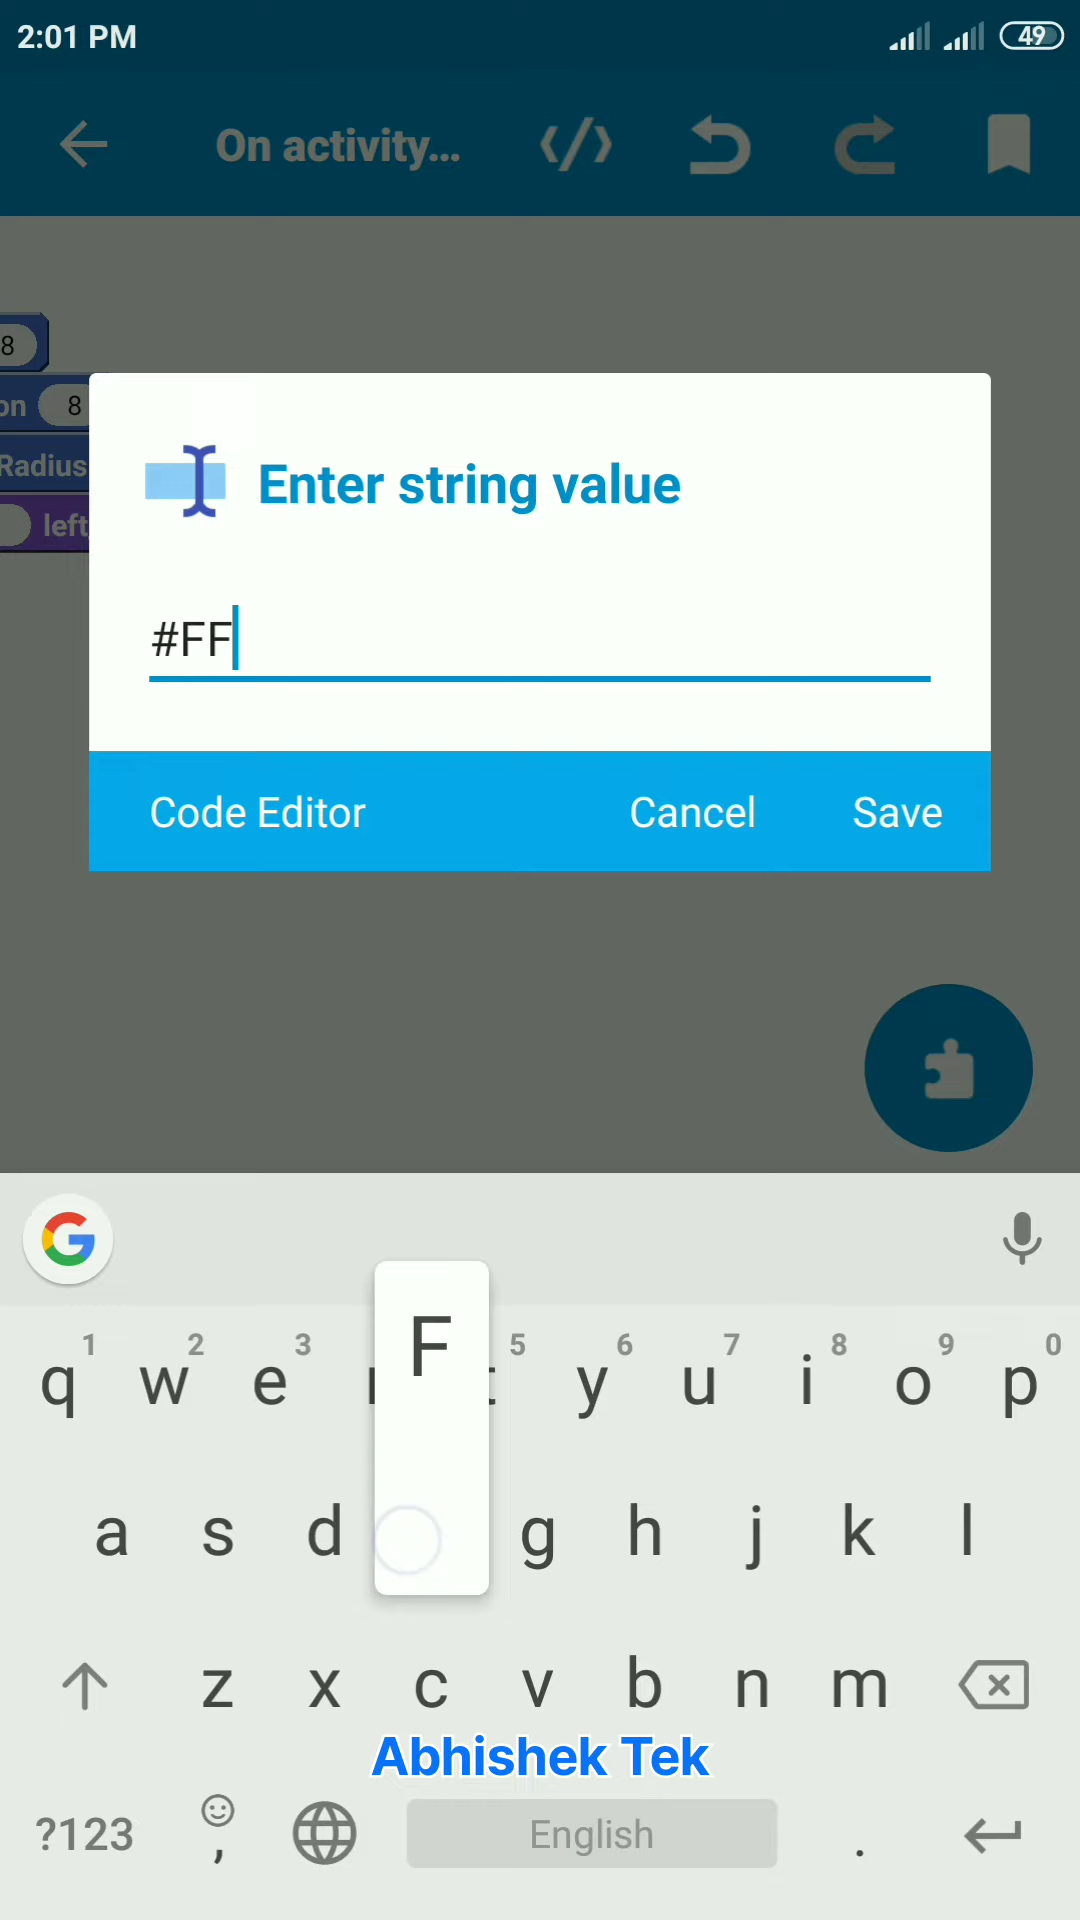 2:01 PM
49
On activity...
8
on 8
Radius
left
Enter string value
#FF
Code Editor Cancel Save
F
1 2 3 5 6 7 8 9 0
q w e t y u i o p
a s d g h j k l
z x c v b n m
Abhishek Tek
?123 , English .